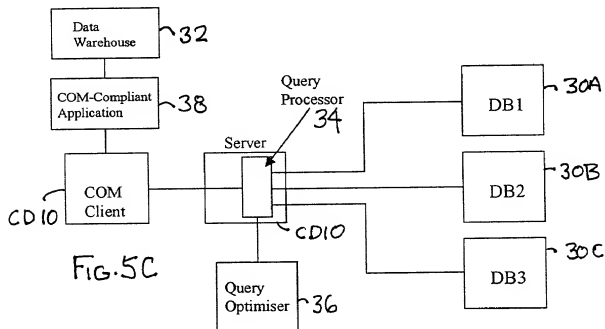 Data
Warehouse
32
COM-Compliant
Application
38
COM
Client
CD10
Server
Query
Processor
34
CD10
Query
Optimiser
36
DB1
30A
DB2
30B
DB3
30C
FIG. 5C